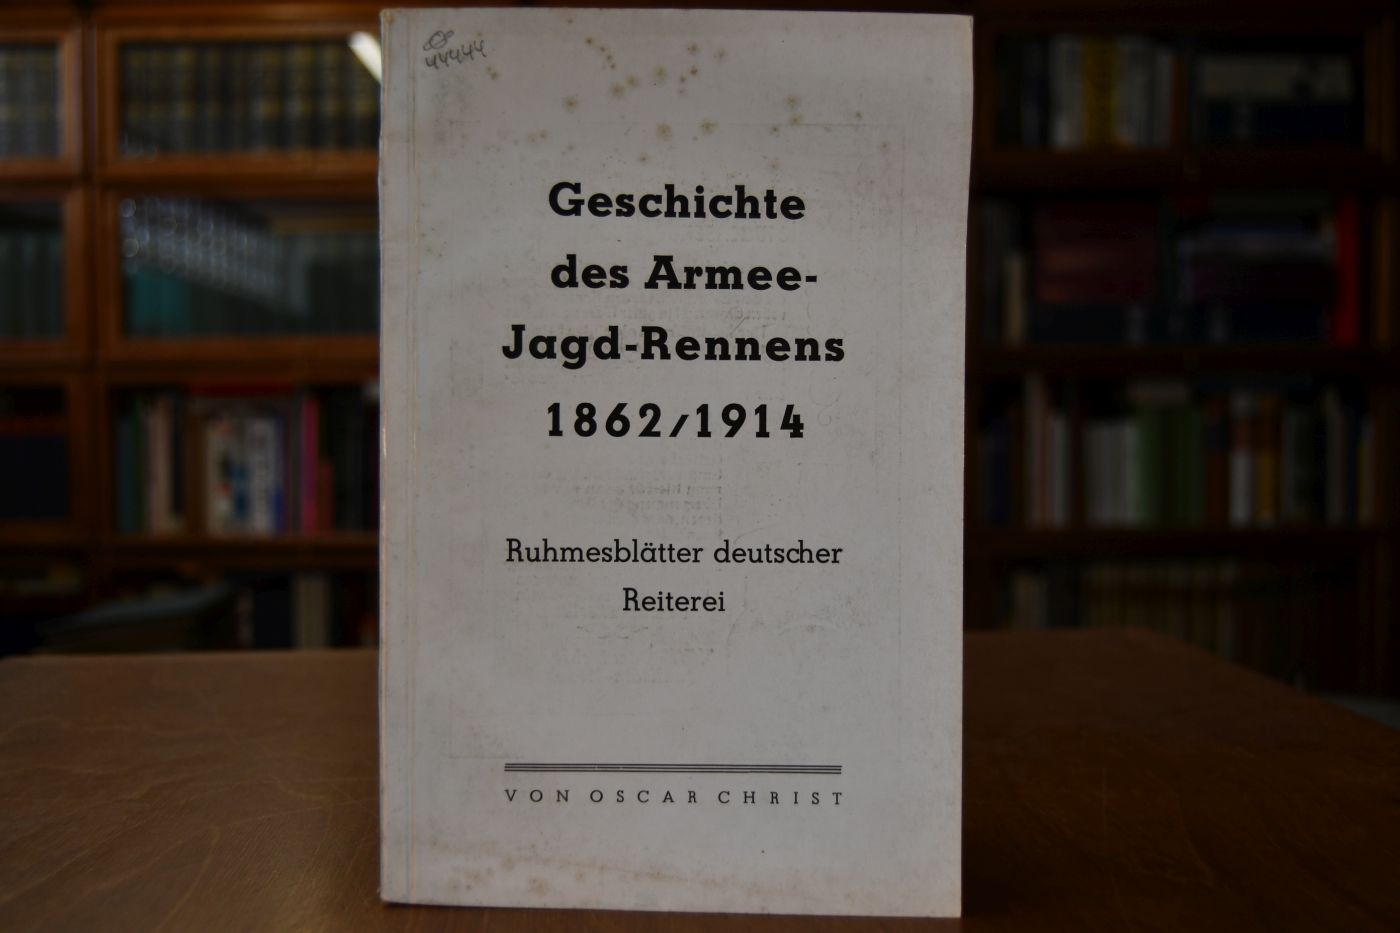 44444
Geschichte
des Armee-
Jagd-Rennens
1862/1914
Ruhmesblätter deutscher
Reiterei
VON OSCAR CHRIST